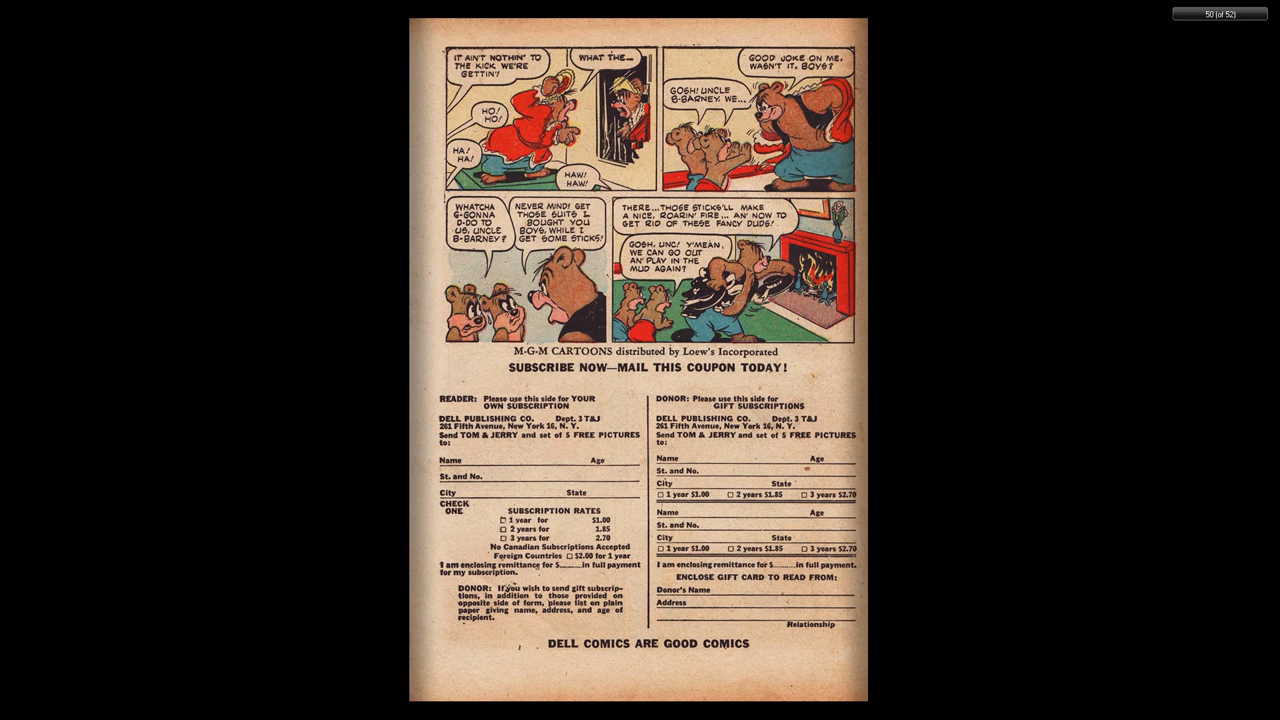 50 (of 52)
IT AIN'T NOTHIN' TO
THE KICK WE'RE
GETTIN'!
WHAT THE...
HO!
HO!
HA!
HA!
HAW!
HAW!
GOOD JOKE ON ME,
WASN'T IT, BOYS?
GOSH! UNCLE
B-BARNEY, WE...
WHATCHA
G-GONNA
D-DO TO
US, UNCLE
B-BARNEY?
NEVER MIND! GET
THOSE SUITS I
BOUGHT YOU
BOYS, WHILE I
GET SOME STICKS!
THERE...THOSE STICKS'LL MAKE
A NICE, ROARIN' FIRE... AN' NOW TO
GET RID OF THESE FANCY DUDS!
GOSH, UNC! Y'MEAN,
WE CAN GO OUT
AN' PLAY IN THE
MUD AGAIN?
M-G-M CARTOONS distributed by Loew's Incorporated
SUBSCRIBE NOW—MAIL THIS COUPON TODAY!
READER: Please use this side for YOUR
OWN SUBSCRIPTION
DELL PUBLISHING CO. Dept. 3 T&J
261 Fifth Avenue, New York 16, N. Y.
Send TOM & JERRY and set of 5 FREE PICTURES
to:
Name Age
St. and No.
City State
CHECK
ONE
SUBSCRIPTION RATES
☐ 1 year for $1.00
☐ 2 years for 1.85
☐ 3 years for 2.70
No Canadian Subscriptions Accepted
Foreign Countries ☐ $2.00 for 1 year
I am enclosing remittance for $..........in full payment
for my subscription.
DONOR: If you wish to send gift subscrip-
tions, in addition to those provided on
opposite side of form, please list on plain
paper giving name, address, and age of
recipient.
DONOR: Please use this side for
GIFT SUBSCRIPTIONS
DELL PUBLISHING CO. Dept. 3 T&J
261 Fifth Avenue, New York 16, N. Y.
Send TOM & JERRY and set of 5 FREE PICTURES
to:
Name Age
St. and No.
City State
☐ 1 year $1.00 ☐ 2 years $1.85 ☐ 3 years $2.70
Name Age
St. and No.
City State
☐ 1 year $1.00 ☐ 2 years $1.85 ☐ 3 years $2.70
I am enclosing remittance for $..........in full payment.
ENCLOSE GIFT CARD TO READ FROM:
Donor's Name
Address
Relationship
DELL COMICS ARE GOOD COMICS